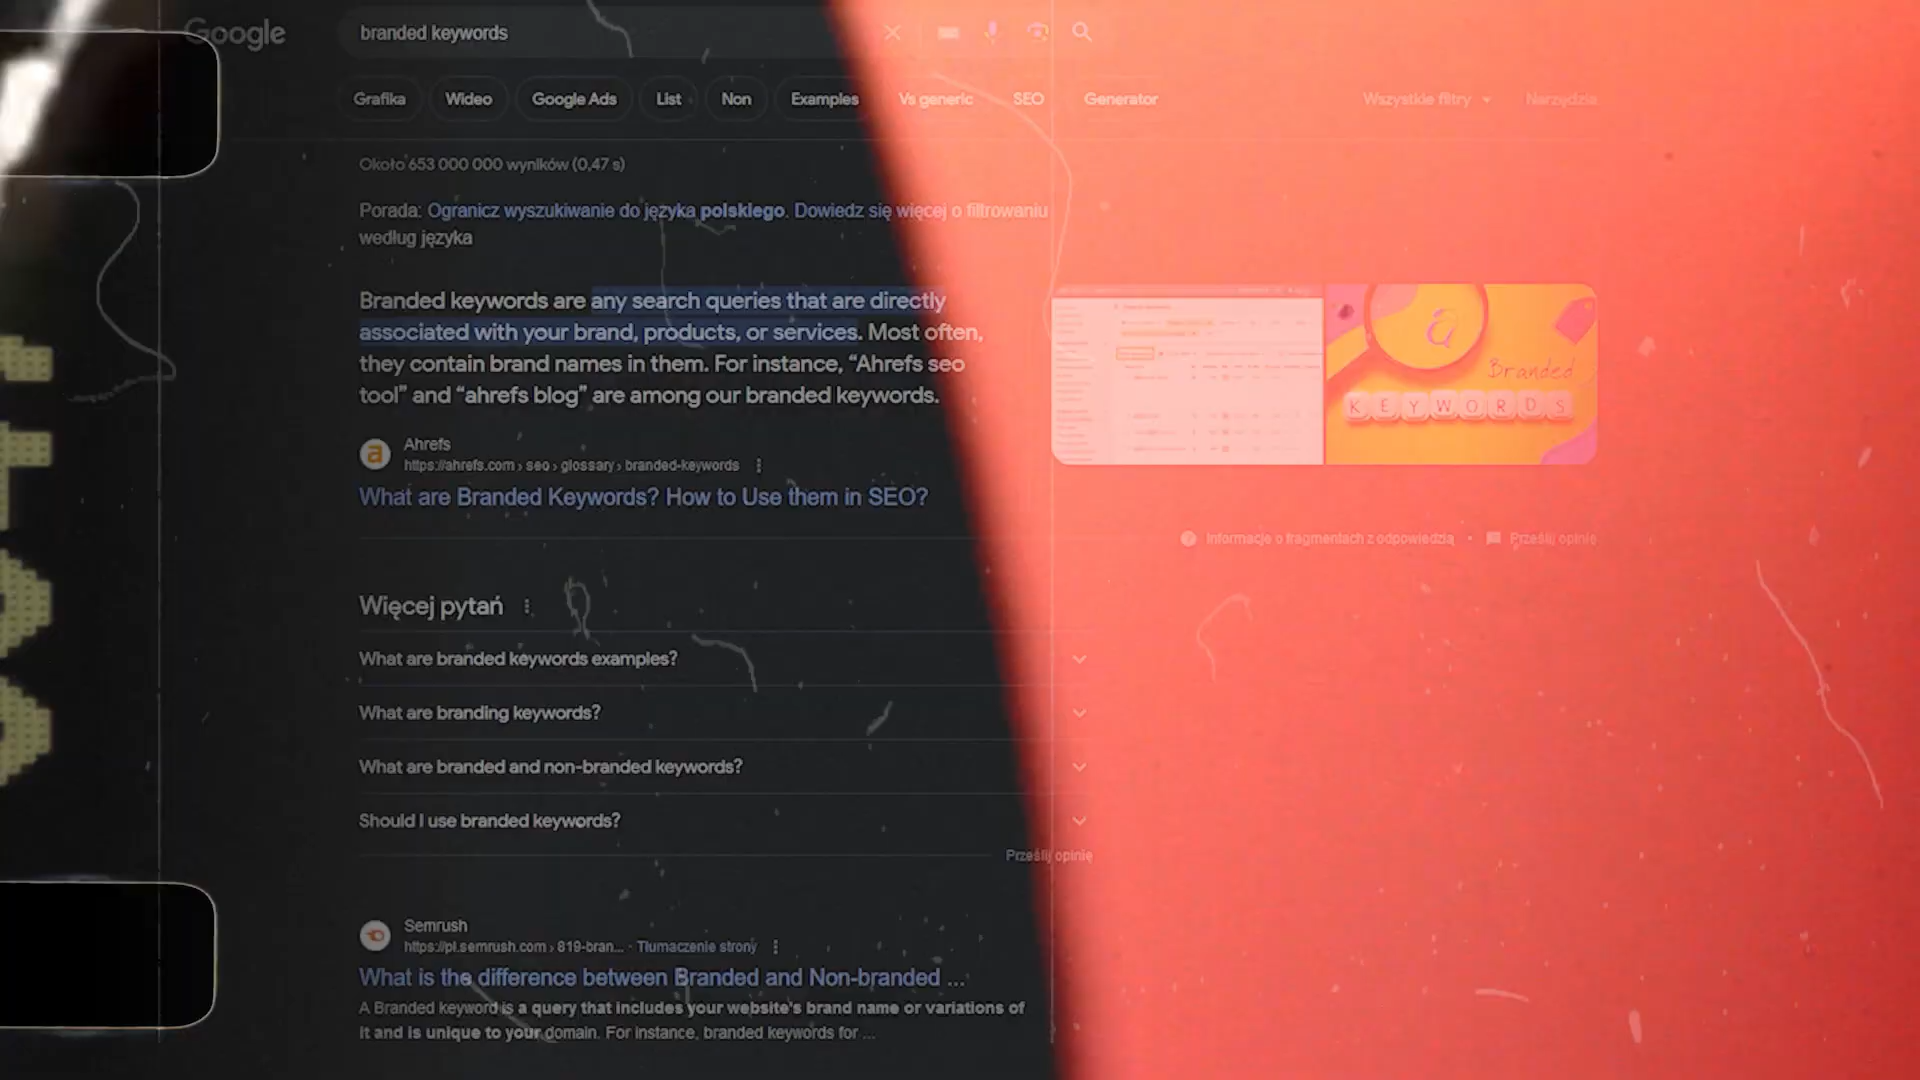 Google
branded keywords
Grafika Wideo Google Ads List Non Examples Vs generic SEO Generator Wszystkie filtry Narzędzia
Około 653 000 000 wyników (0,47 s)
Porada: Ogranicz wyszukiwanie do języka polskiego. Dowiedz się więcej o filtrowaniu
według języka
Branded keywords are any search queries that are directly
associated with your brand, products, or services. Most often,
they contain brand names in them. For instance, “Ahrefs seo
tool” and “ahrefs blog” are among our branded keywords.
a
Branded
KEYWORDS
a
Ahrefs
https://ahrefs.com › seo › glossary › branded-keywords
What are Branded Keywords? How to Use them in SEO?
Informacje o fragmentach z odpowiedzią • Prześlij opinię
Więcej pytań
What are branded keywords examples?
What are branding keywords?
What are branded and non-branded keywords?
Should I use branded keywords?
Prześlij opinię
Semrush
https://pl.semrush.com › 819-bran... · Tłumaczenie strony
What is the difference between Branded and Non-branded ...
A Branded keyword is a query that includes your website's brand name or variations of
it and is unique to your domain. For instance, branded keywords for ...